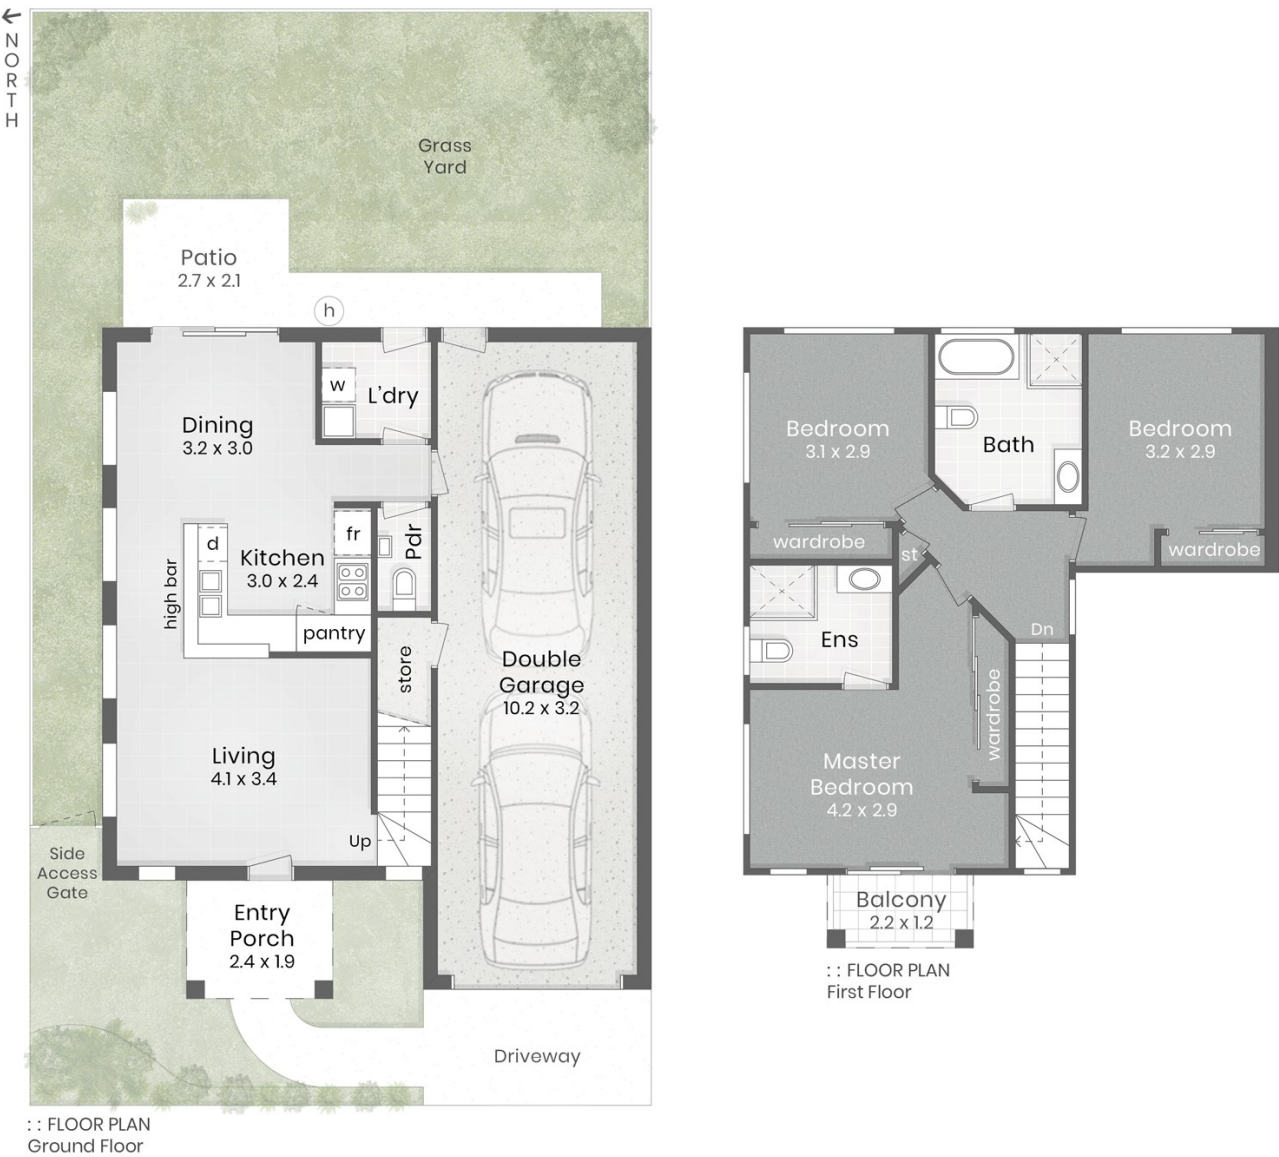 NORTH
Grass
Yard
Patio
2.7 x 2.1
h
w
L'dry
Dining
3.2 x 3.0
fr
Pdr
d
Kitchen
3.0 x 2.4
high bar
pantry
store
Double
Garage
10.2 x 3.2
Living
4.1 x 3.4
Up
Side
Access
Gate
Entry
Porch
2.4 x 1.9
Driveway
: : FLOOR PLAN
Ground Floor
Bedroom
3.1 x 2.9
Bath
Bedroom
3.2 x 2.9
wardrobe
st
wardrobe
Ens
Dn
wardrobe
Master
Bedroom
4.2 x 2.9
Balcony
2.2 x 1.2
: : FLOOR PLAN
First Floor